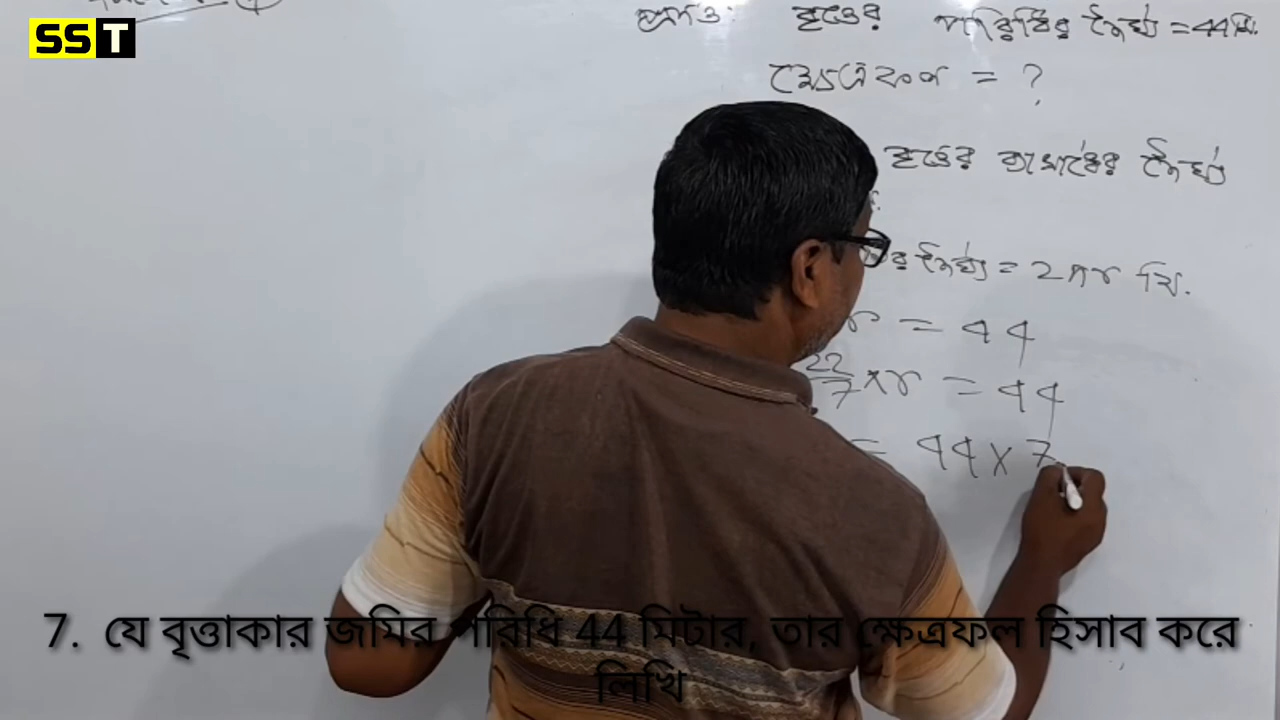 SST
প্রদত্ত: বৃত্তের পরিধির দৈর্ঘ্য = 44 মি.
ক্ষেত্রফল = ?
বৃত্তের ব্যাসার্ধের দৈর্ঘ্য
দৈর্ঘ্য = 2πr মি.
r = 44
22/7 × r = 44
= 44 × 7
7. যে বৃত্তাকার জমির পরিধি 44 মিটার, তার ক্ষেত্রফল হিসাব করে
লিখি